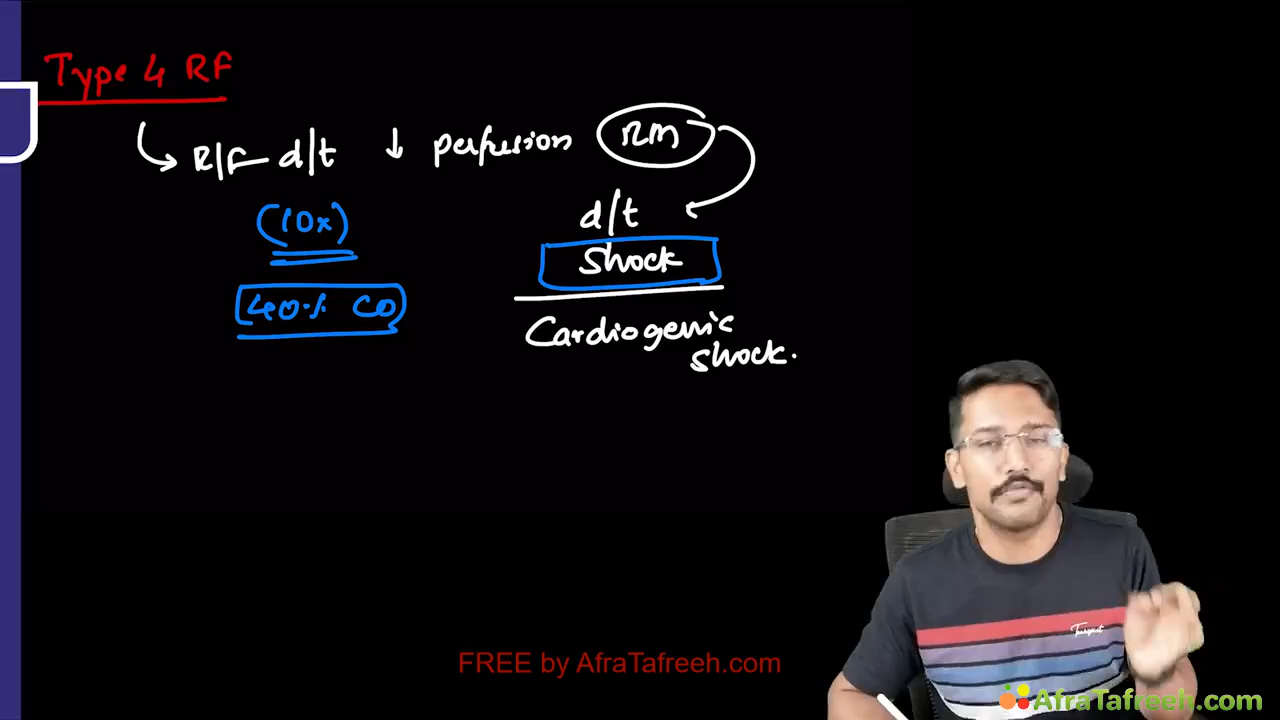 Type 4 RF
R/F d/t ↓ perfusion RM
(10x) d/t
shock
40% CO
Cardiogenic
shock.
FREE by AfraTafreeh.com
AfraTafreeh.com